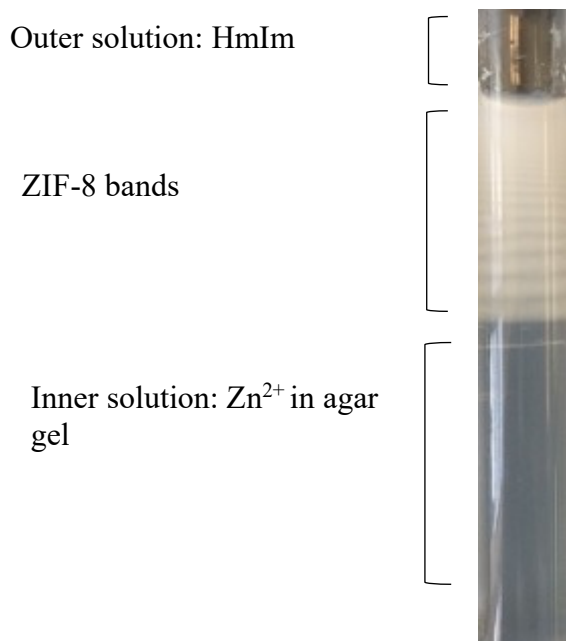 Outer solution: HmIm
ZIF-8 bands
Inner solution: Zn²⁺ in agar
gel